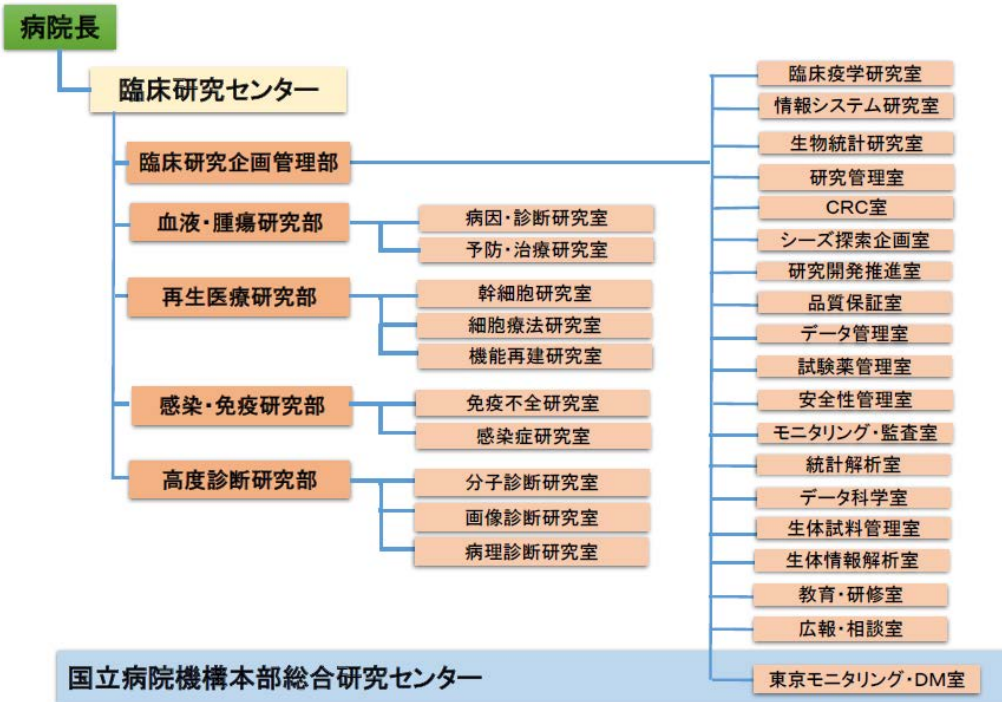 病院長
臨床研究センター
臨床研究企画管理部
臨床疫学研究室
情報システム研究室
生物統計研究室
研究管理室
CRC室
シーズ探索企画室
研究開発推進室
品質保証室
データ管理室
試験薬管理室
安全性管理室
モニタリング・監査室
統計解析室
データ科学室
生体試料管理室
生体情報解析室
教育・研修室
広報・相談室
東京モニタリング・DM室
血液・腫瘍研究部
病因・診断研究室
予防・治療研究室
再生医療研究部
幹細胞研究室
細胞療法研究室
機能再建研究室
感染・免疫研究部
免疫不全研究室
感染症研究室
高度診断研究部
分子診断研究室
画像診断研究室
病理診断研究室
国立病院機構本部総合研究センター